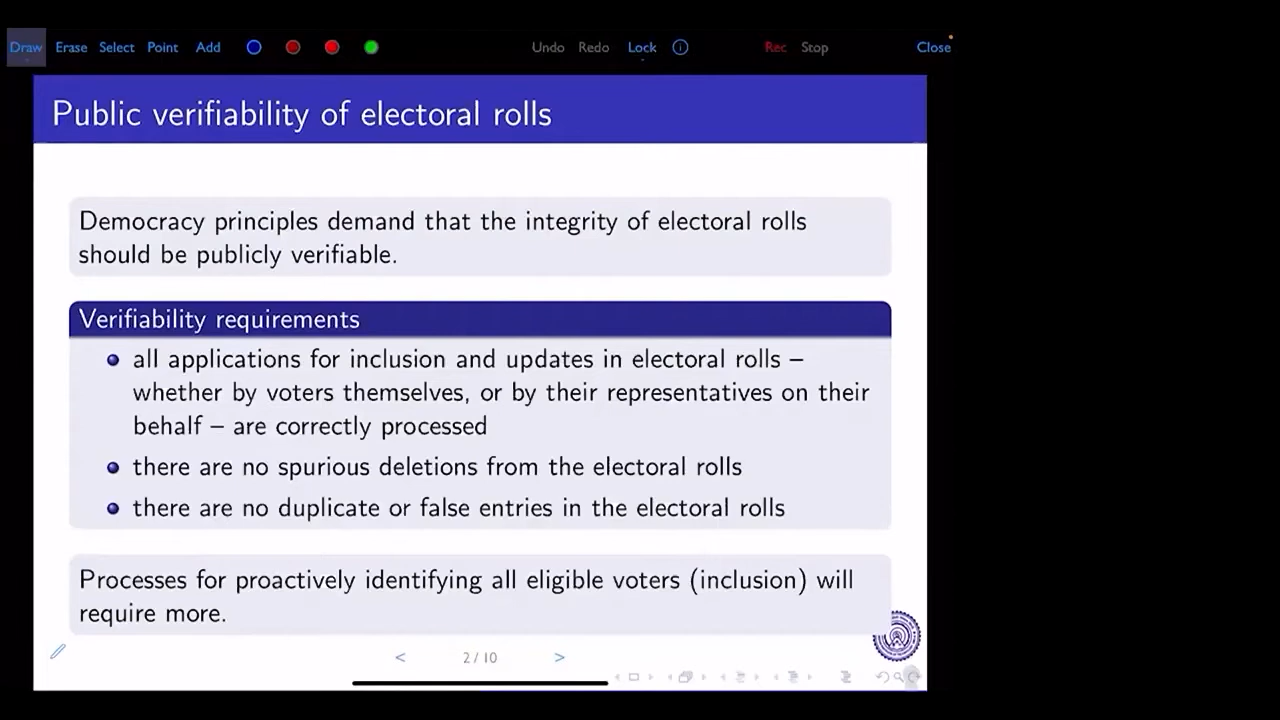 Draw Erase Select Point Add Undo Redo Lock Rec Stop Close
Public verifiability of electoral rolls
Democracy principles demand that the integrity of electoral rolls
should be publicly verifiable.
Verifiability requirements
all applications for inclusion and updates in electoral rolls –
whether by voters themselves, or by their representatives on their
behalf – are correctly processed
there are no spurious deletions from the electoral rolls
there are no duplicate or false entries in the electoral rolls
Processes for proactively identifying all eligible voters (inclusion) will
require more.
< 2 / 10 >